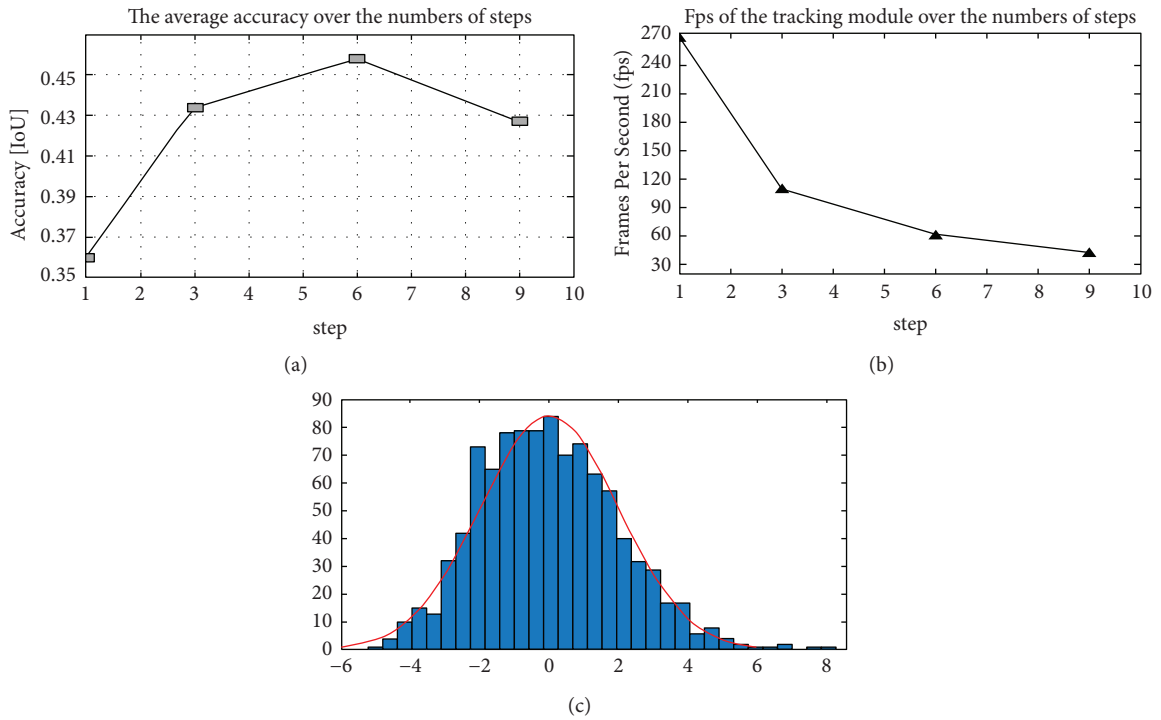 The average accuracy over the numbers of steps
Accuracy [IoU]
0.45
0.43
0.41
0.39
0.37
0.35
1 2 3 4 5 6 7 8 9 10
step
(a)
Fps of the tracking module over the numbers of steps
Frames Per Second (fps)
270
240
210
180
150
120
90
60
30
1 2 3 4 5 6 7 8 9 10
step
(b)
90
80
70
60
50
40
30
20
10
0
−6 −4 −2 0 2 4 6 8
(c)